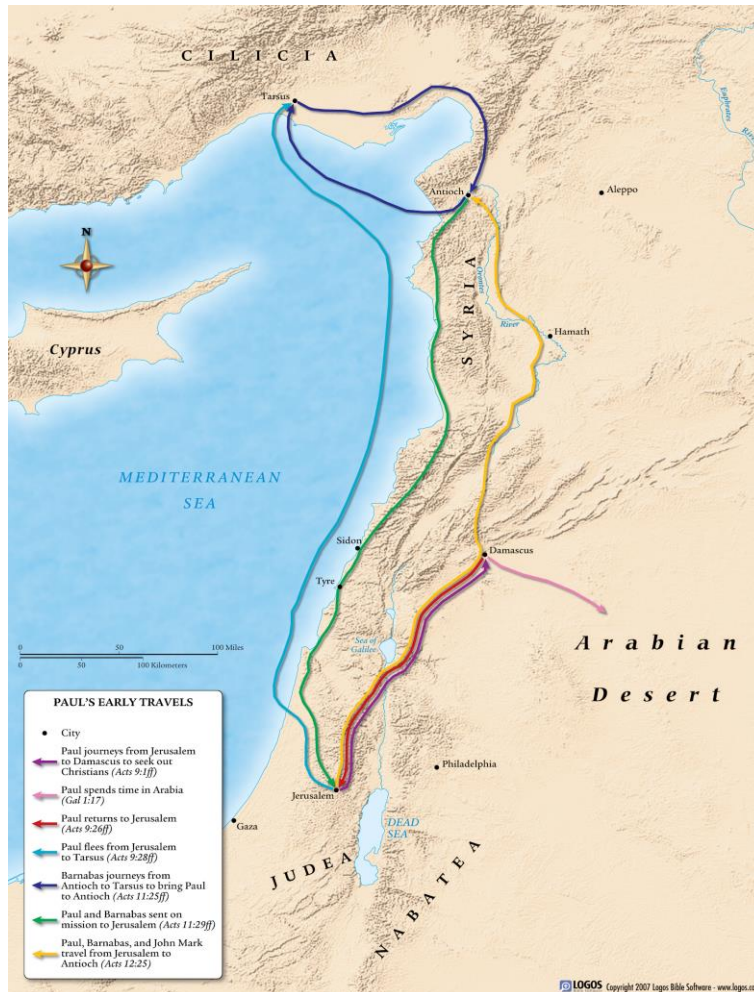 CILICIA
Tarsus
Euphrates
Antioch
Aleppo
N
SYRIA
The Orontes
River
Hamath
Cyprus
MEDITERRANEAN
SEA
Sidon
Damascus
Tyre
Sea of
Galilee
Arabian
Desert
0 50 100 Miles
0 50 100 Kilometers
PAUL'S EARLY TRAVELS
City
Paul journeys from Jerusalem
to Damascus to seek out
Christians (Acts 9:1ff)
Paul spends time in Arabia
(Gal 1:17)
Paul returns to Jerusalem
(Acts 9:26ff)
Paul flees from Jerusalem
to Tarsus (Acts 9:28ff)
Barnabas journeys from
Antioch to Tarsus to bring Paul
to Antioch (Acts 11:25ff)
Paul and Barnabas sent on
mission to Jerusalem (Acts 11:29ff)
Paul, Barnabas, and John Mark
travel from Jerusalem to
Antioch (Acts 12:25)
Philadelphia
Jerusalem
Gaza
DEAD
SEA
JUDEA
NABATEA
LOGOS Copyright 2007 Logos Bible Software - www.logos.co